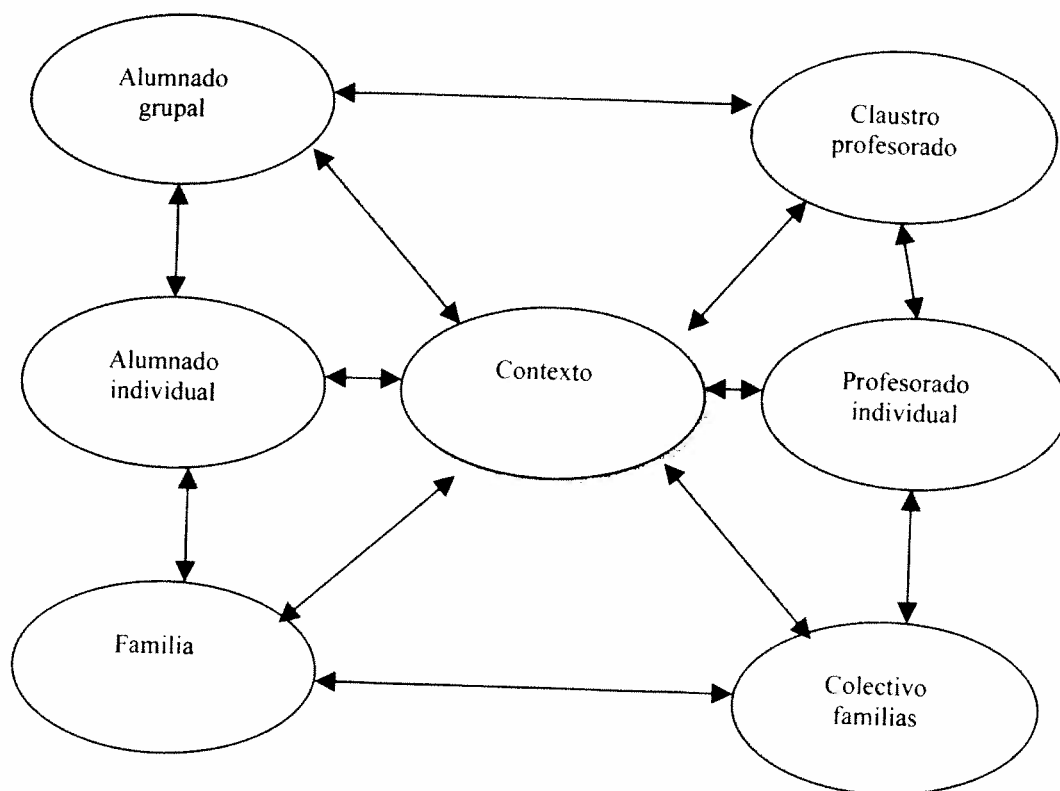 Alumnado
grupal
Claustro
profesorado
Alumnado
individual
Contexto
Profesorado
individual
Familia
Colectivo
familias